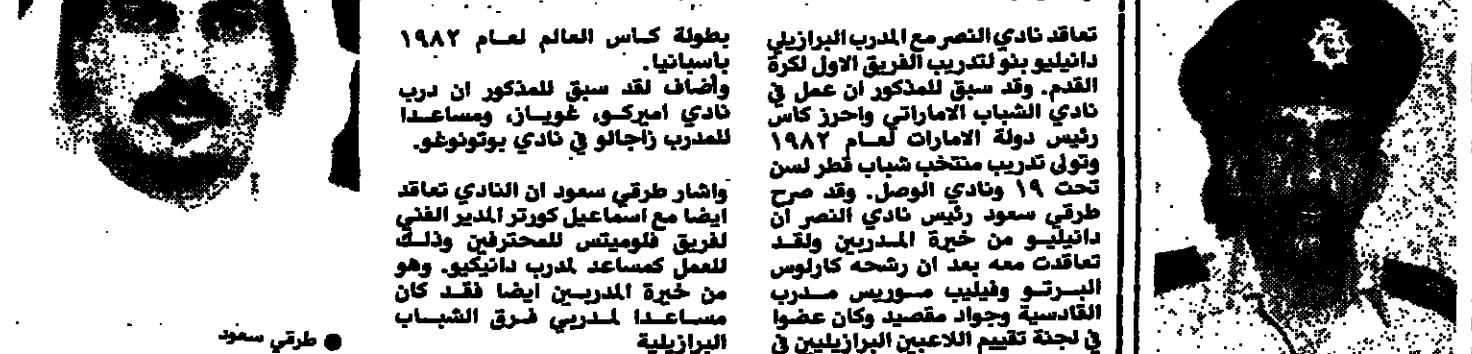 تعاقد نادي النصر مع المدرب البرازيلي
دانيليو بنو لتدريب الفريق الاول لكرة
القدم. وقد سبق للمذكور ان عمل في
نادي الشباب الاماراتي واحرز كأس
رئيس دولة الامارات لعام ١٩٨٢
وتولى تدريب منتخب شباب قطر لسن
تحت ١٩ ونادي الوصل. وقد صرح
طرقي سعود رئيس نادي النصر ان
دانيليو من خيرة المدربين ولقد
تعاقدت معه بعد ان رشحه كارلوس
البرتو وفيليب موريس مدرب
القادسية وجواد مقصيد وكان عضوا
في لجنة تقييم اللاعبين البرازيليين في
بطولة كأس العالم لعام ١٩٨٢
باسبانيا.
وأضاف لقد سبق للمذكور ان درب
نادي اميركو، غوياز، ومساعدا
للمدرب زاجالو في نادي بوتونوغو.
واشار طرقي سعود ان النادي تعاقد
ايضا مع اسماعيل كورتر المدير الفني
لفريق فلوميتس للمحترفين وذلك
للعمل كمساعد لمدرب دانيكيو. وهو
من خيرة المدربين ايضا فقد كان
مساعدا لمدربي فرق الشباب
البرازيلية
● طرقي سعود